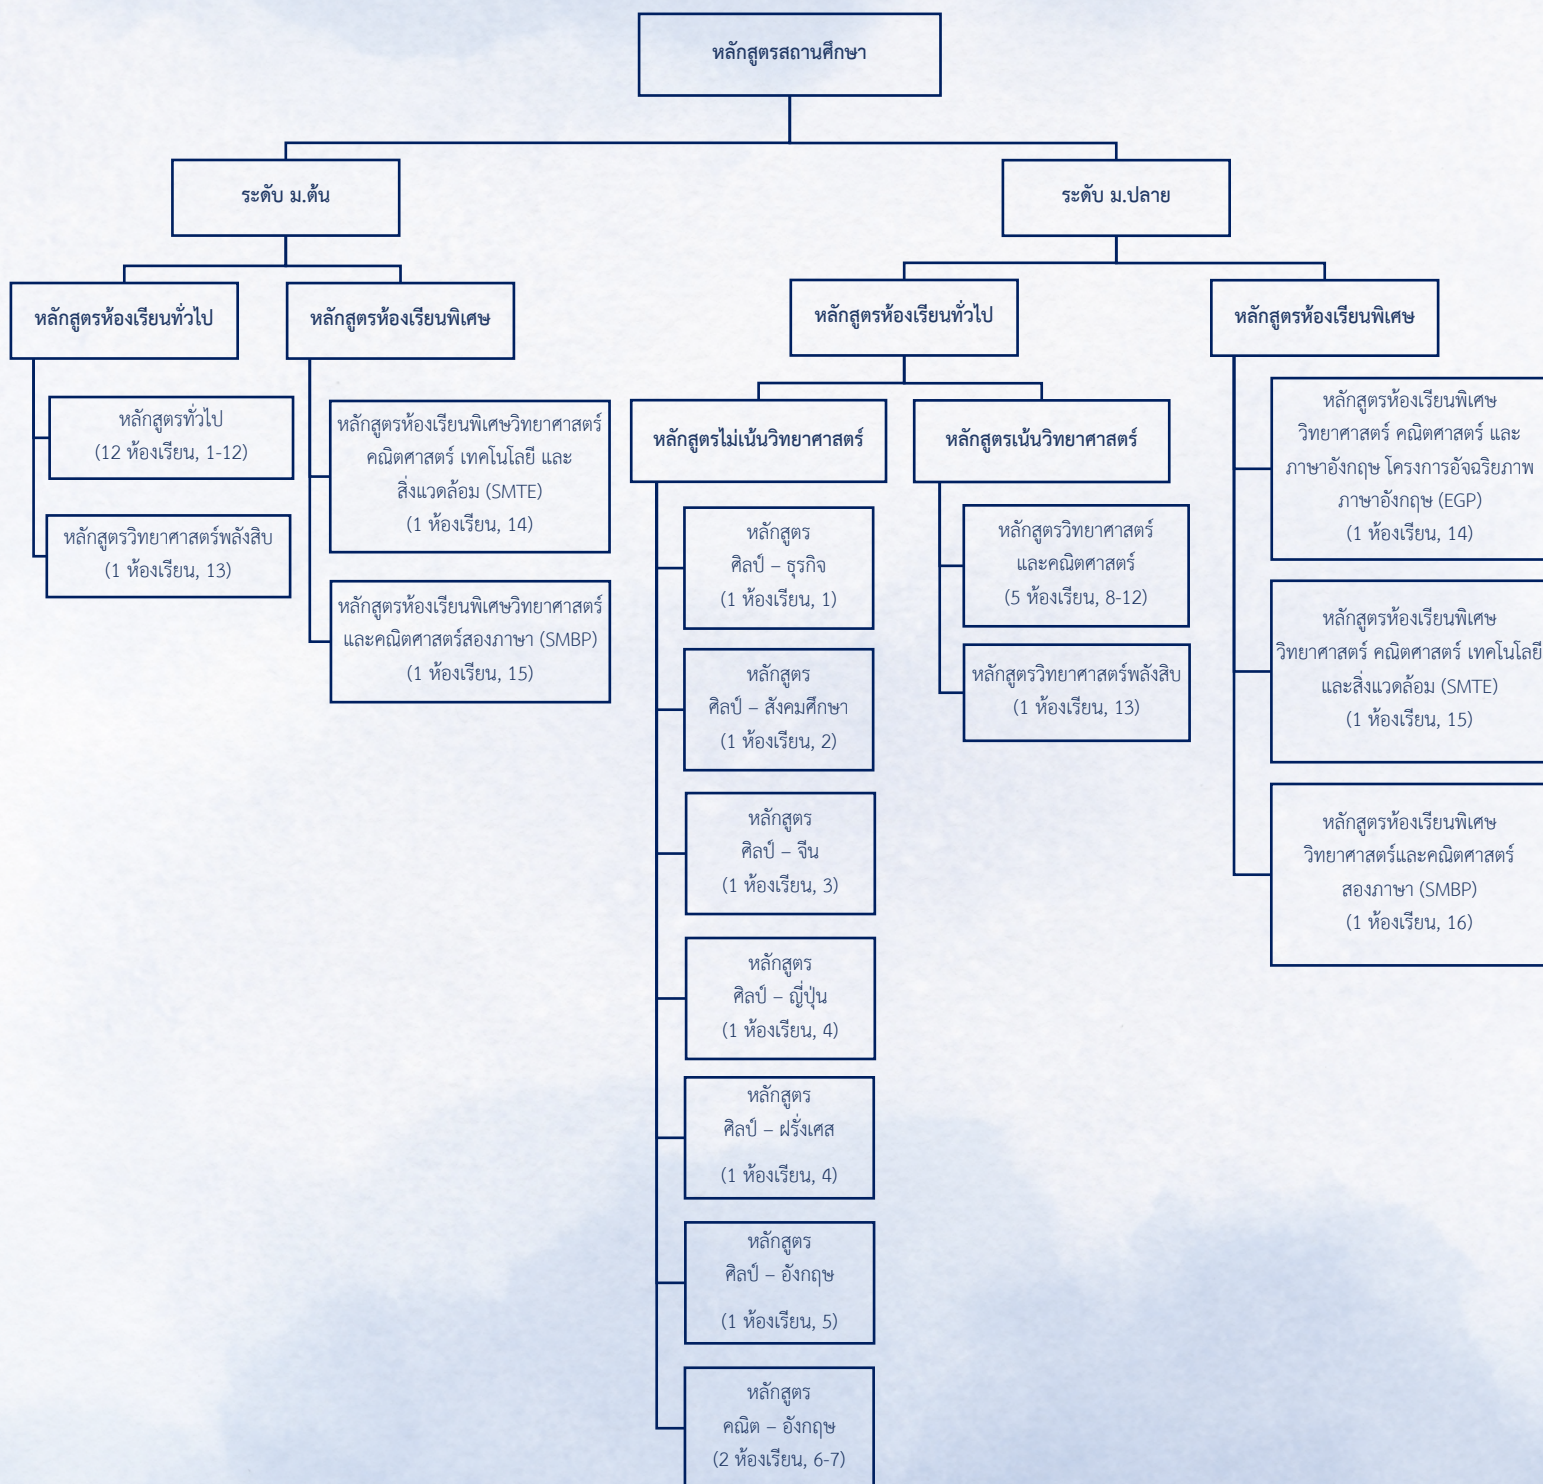 หลักสูตรสถานศึกษา
ระดับ ม.ต้น
หลักสูตรห้องเรียนทั่วไป
หลักสูตรทั่วไป
(12 ห้องเรียน, 1-12)
หลักสูตรวิทยาศาสตร์พลังสิบ
(1 ห้องเรียน, 13)
หลักสูตรห้องเรียนพิเศษ
หลักสูตรห้องเรียนพิเศษวิทยาศาสตร์
คณิตศาสตร์ เทคโนโลยี และ
สิ่งแวดล้อม (SMTE)
(1 ห้องเรียน, 14)
หลักสูตรห้องเรียนพิเศษวิทยาศาสตร์
และคณิตศาสตร์สองภาษา (SMBP)
(1 ห้องเรียน, 15)
ระดับ ม.ปลาย
หลักสูตรห้องเรียนทั่วไป
หลักสูตรไม่เน้นวิทยาศาสตร์
หลักสูตร
ศิลป์ – ธุรกิจ
(1 ห้องเรียน, 1)
หลักสูตร
ศิลป์ – สังคมศึกษา
(1 ห้องเรียน, 2)
หลักสูตร
ศิลป์ – จีน
(1 ห้องเรียน, 3)
หลักสูตร
ศิลป์ – ญี่ปุ่น
(1 ห้องเรียน, 4)
หลักสูตร
ศิลป์ – ฝรั่งเศส
(1 ห้องเรียน, 4)
หลักสูตร
ศิลป์ – อังกฤษ
(1 ห้องเรียน, 5)
หลักสูตร
คณิต – อังกฤษ
(2 ห้องเรียน, 6-7)
หลักสูตรเน้นวิทยาศาสตร์
หลักสูตรวิทยาศาสตร์
และคณิตศาสตร์
(5 ห้องเรียน, 8-12)
หลักสูตรวิทยาศาสตร์พลังสิบ
(1 ห้องเรียน, 13)
หลักสูตรห้องเรียนพิเศษ
หลักสูตรห้องเรียนพิเศษ
วิทยาศาสตร์ คณิตศาสตร์ และ
ภาษาอังกฤษ โครงการอัจฉริยภาพ
ภาษาอังกฤษ (EGP)
(1 ห้องเรียน, 14)
หลักสูตรห้องเรียนพิเศษ
วิทยาศาสตร์ คณิตศาสตร์ เทคโนโลยี
และสิ่งแวดล้อม (SMTE)
(1 ห้องเรียน, 15)
หลักสูตรห้องเรียนพิเศษ
วิทยาศาสตร์และคณิตศาสตร์
สองภาษา (SMBP)
(1 ห้องเรียน, 16)